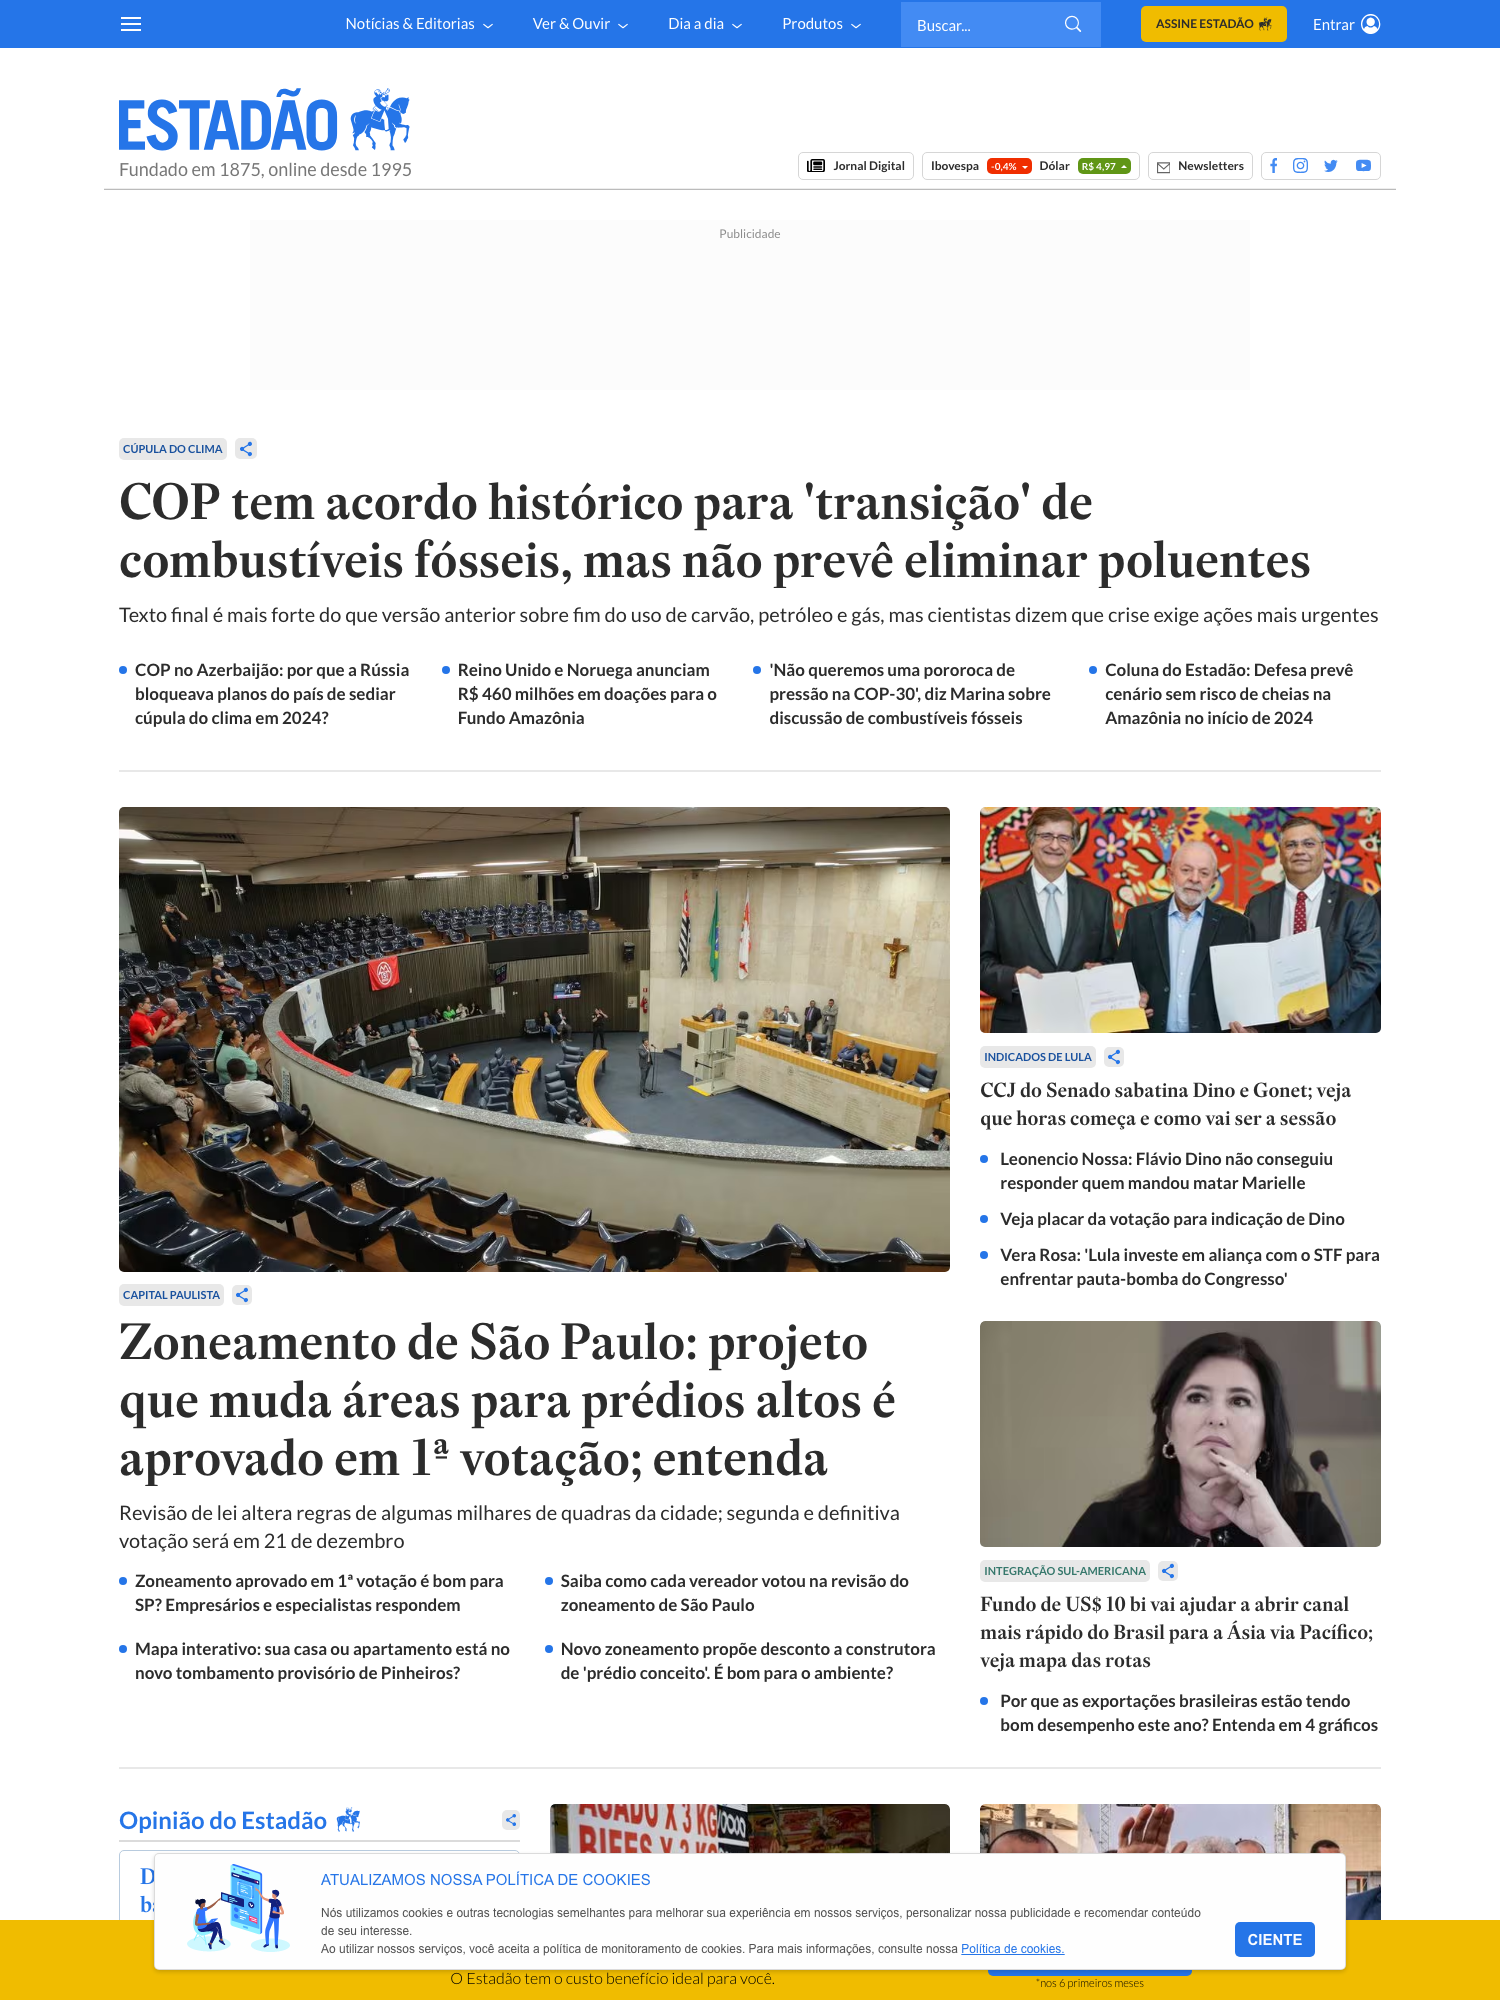 Notícias & Editorias
Ver & Ouvir
Dia a dia
Produtos
Buscar...
ASSINE ESTADÃO
Entrar
ESTADÃO
Fundado em 1875, online desde 1995
Jornal Digital
Ibovespa -0,4% Dólar R$ 4,97
Newsletters
Publicidade
CÚPULA DO CLIMA
COP tem acordo histórico para 'transição' de
combustíveis fósseis, mas não prevê eliminar poluentes
Texto final é mais forte do que versão anterior sobre fim do uso de carvão, petróleo e gás, mas cientistas dizem que crise exige ações mais urgentes
COP no Azerbaijão: por que a Rússia
bloqueava planos do país de sediar
cúpula do clima em 2024?
Reino Unido e Noruega anunciam
R$ 460 milhões em doações para o
Fundo Amazônia
'Não queremos uma pororoca de
pressão na COP-30', diz Marina sobre
discussão de combustíveis fósseis
Coluna do Estadão: Defesa prevê
cenário sem risco de cheias na
Amazônia no início de 2024
CAPITAL PAULISTA
Zoneamento de São Paulo: projeto
que muda áreas para prédios altos é
aprovado em 1ª votação; entenda
Revisão de lei altera regras de algumas milhares de quadras da cidade; segunda e definitiva
votação será em 21 de dezembro
Zoneamento aprovado em 1ª votação é bom para
SP? Empresários e especialistas respondem
Saiba como cada vereador votou na revisão do
zoneamento de São Paulo
Mapa interativo: sua casa ou apartamento está no
novo tombamento provisório de Pinheiros?
Novo zoneamento propõe desconto a construtora
de 'prédio conceito'. É bom para o ambiente?
INDICADOS DE LULA
CCJ do Senado sabatina Dino e Gonet; veja
que horas começa e como vai ser a sessão
Leonencio Nossa: Flávio Dino não conseguiu
responder quem mandou matar Marielle
Veja placar da votação para indicação de Dino
Vera Rosa: 'Lula investe em aliança com o STF para
enfrentar pauta-bomba do Congresso'
INTEGRAÇÃO SUL-AMERICANA
Fundo de US$ 10 bi vai ajudar a abrir canal
mais rápido do Brasil para a Ásia via Pacífico;
veja mapa das rotas
Por que as exportações brasileiras estão tendo
bom desempenho este ano? Entenda em 4 gráficos
Opinião do Estadão
ATUALIZAMOS NOSSA POLÍTICA DE COOKIES
Nós utilizamos cookies e outras tecnologias semelhantes para melhorar sua experiência em nossos serviços, personalizar nossa publicidade e recomendar conteúdo
de seu interesse.
Ao utilizar nossos serviços, você aceita a política de monitoramento de cookies. Para mais informações, consulte nossa Política de cookies.
CIENTE
O Estadão tem o custo benefício ideal para você.
*nos 6 primeiros meses